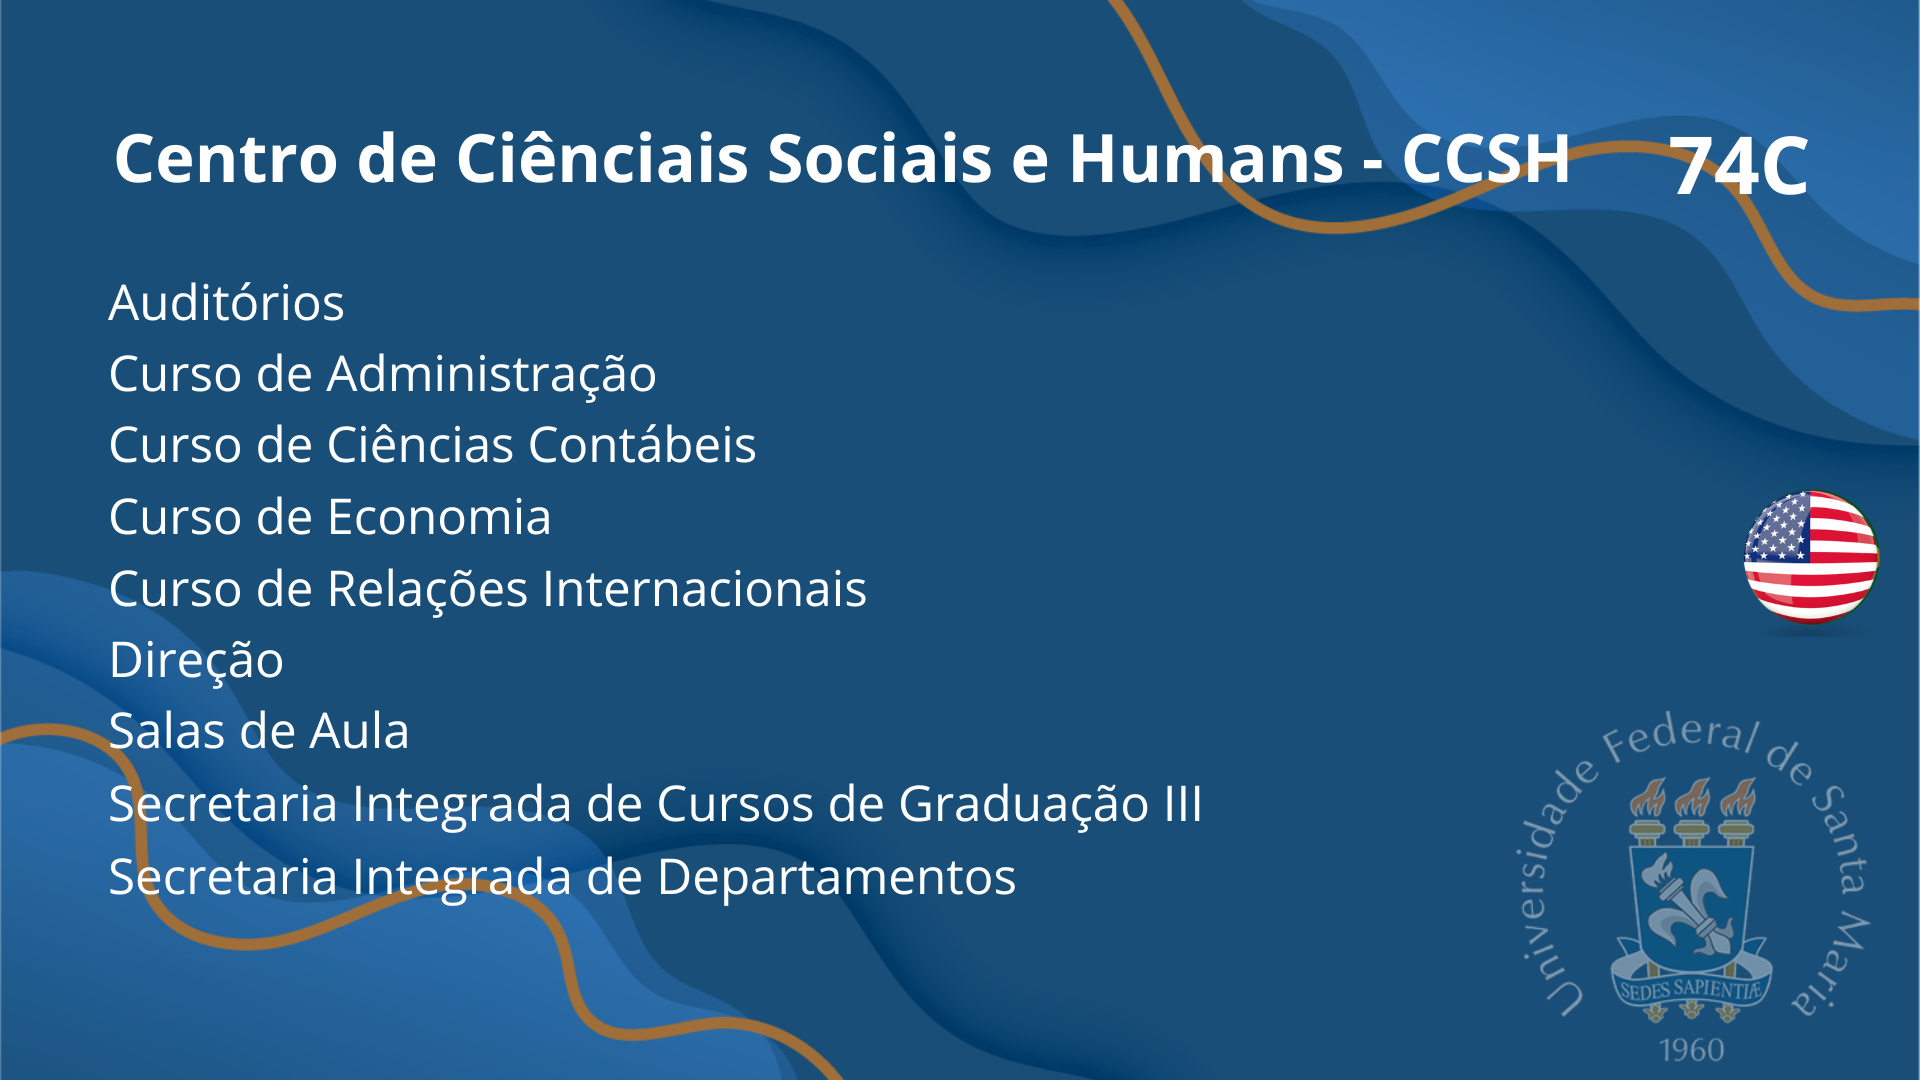 Centro de Ciênciais Sociais e Humans - CCSH
74C
Auditórios
Curso de Administração
Curso de Ciências Contábeis
Curso de Economia
Curso de Relações Internacionais
Direção
Salas de Aula
Secretaria Integrada de Cursos de Graduação III
Secretaria Integrada de Departamentos
Universidade Federal de Santa Maria
SEDES SAPIENTIÆ
1960